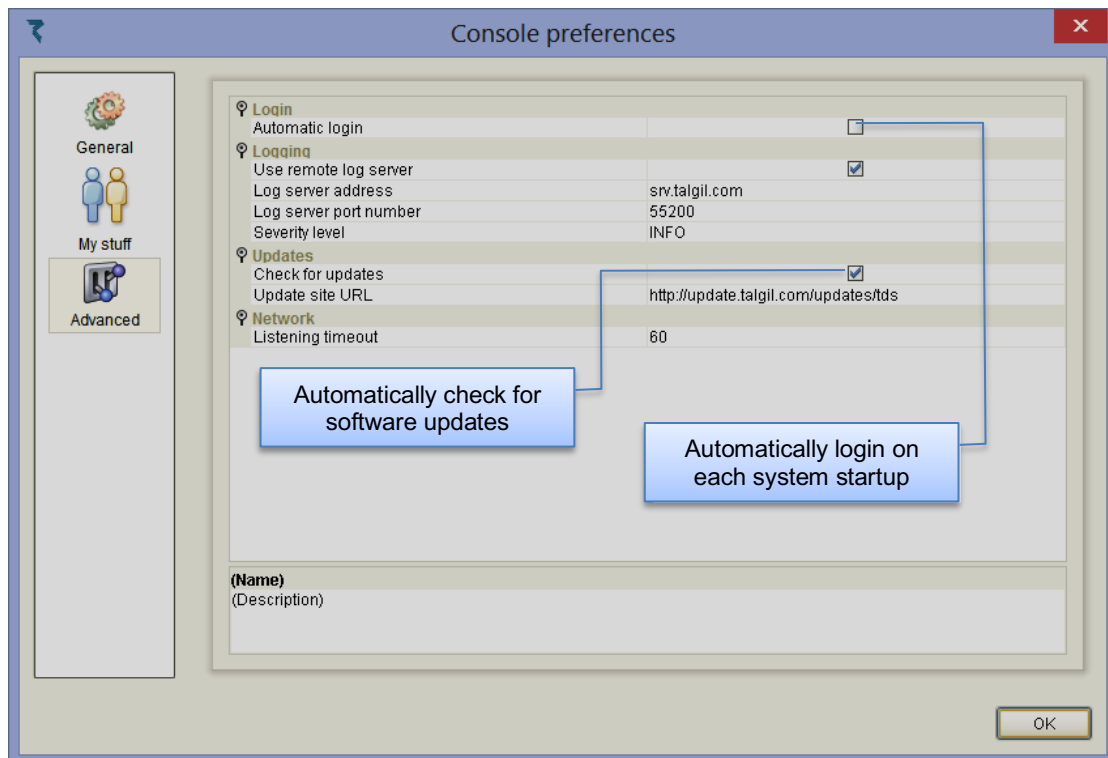 Console preferences
General
My stuff
Advanced
Login
Automatic login
Logging
Use remote log server
Log server address srv.talgil.com
Log server port number 55200
Severity level INFO
Updates
Check for updates
Update site URL http://update.talgil.com/updates/tds
Network
Listening timeout 60
Automatically check for
software updates
Automatically login on
each system startup
(Name)
(Description)
OK